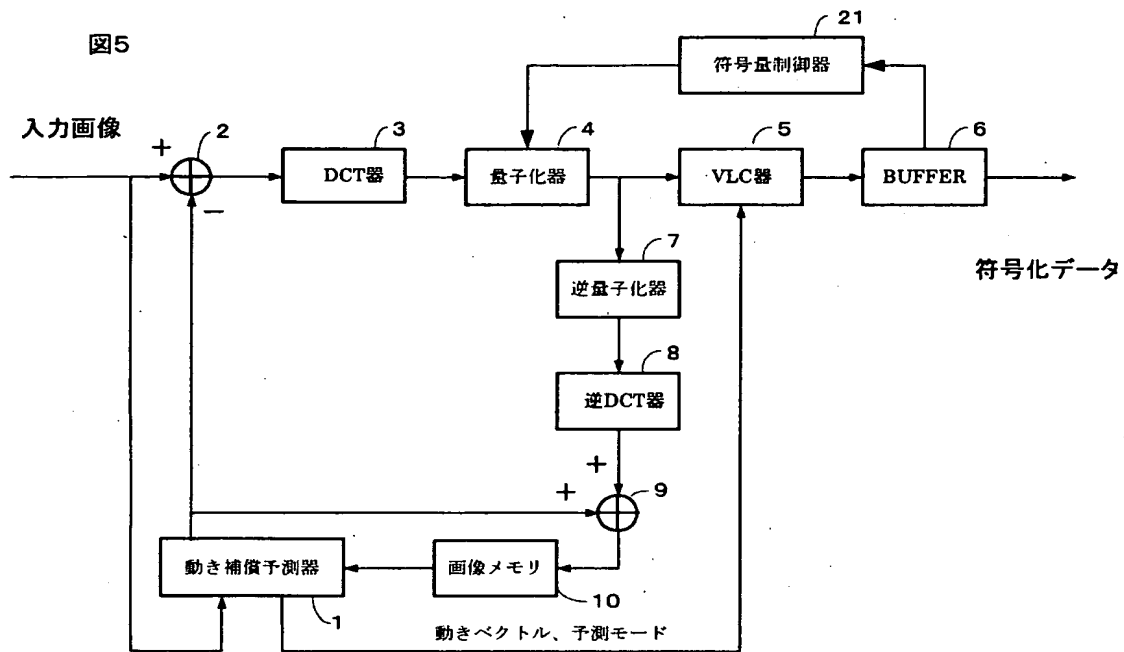 図5
21
符号量制御器
入力画像
+
2
3
4
5
6
DCT器
量子化器
VLC器
BUFFER
−
7
逆量子化器
符号化データ
8
逆DCT器
+
+
9
動き補償予測器
画像メモリ
1
10
動きベクトル、予測モード